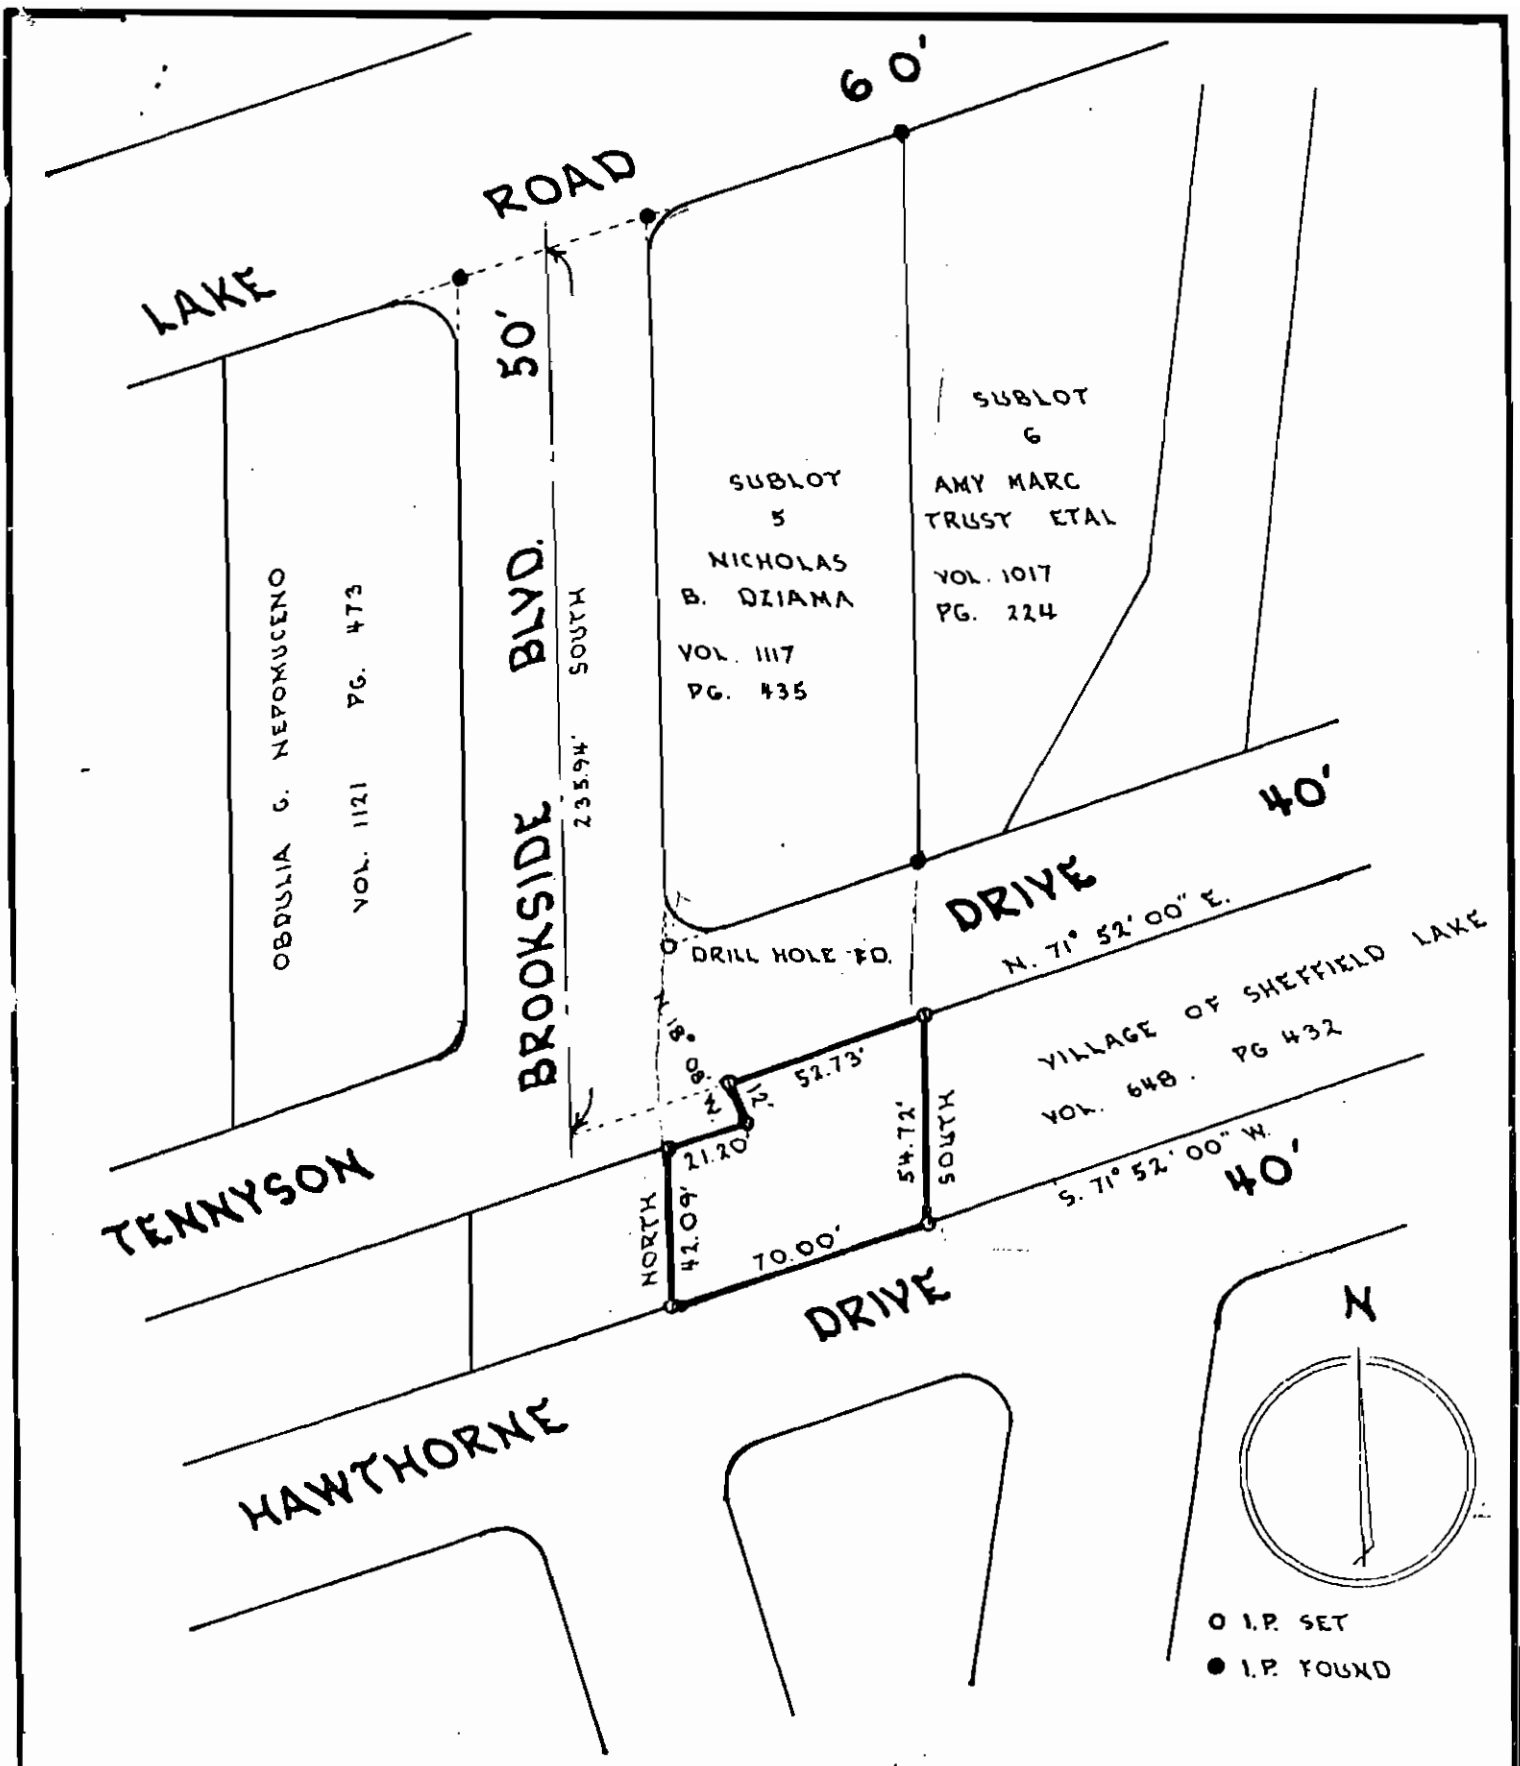 60'
LAKE ROAD
50'
BROOKSIDE BLVD.
235.94' SOUTH
OBDULIA G. NEPOMUCENO
VOL. 1121 PG. 473
SUBLOT
5
NICHOLAS
B. DZIAMA
VOL. 1117
PG. 435
SUBLOT
6
AMY MARC
TRUST ETAL
VOL. 1017
PG. 224
40'
TENNYSON DRIVE
DRILL HOLE FD.
N. 71° 52' 00" E.
VILLAGE OF SHEFFIELD LAKE
VOL. 648. PG 432
N 18° 08' W.
12'
52.73'
21.20'
54.72'
SOUTH
NORTH
42.09'
70.00'
S. 71° 52' 00" W.
40'
HAWTHORNE DRIVE
N
I.P. SET
I.P. FOUND